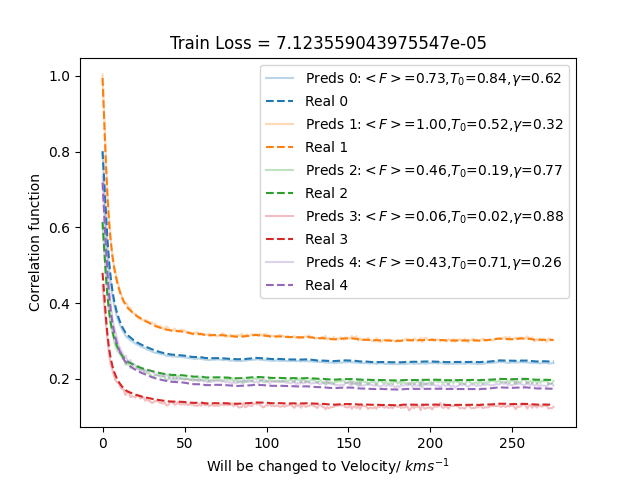 Train Loss = 7.123559043975547e-05
Correlation function
1.0
0.8
0.6
0.4
0.2
Preds 0: < F > =0.73,T₀=0.84,γ=0.62
Real 0
Preds 1: < F > =1.00,T₀=0.52,γ=0.32
Real 1
Preds 2: < F > =0.46,T₀=0.19,γ=0.77
Real 2
Preds 3: < F > =0.06,T₀=0.02,γ=0.88
Real 3
Preds 4: < F > =0.43,T₀=0.71,γ=0.26
Real 4
0 50 100 150 200 250
Will be changed to Velocity/ kms⁻¹